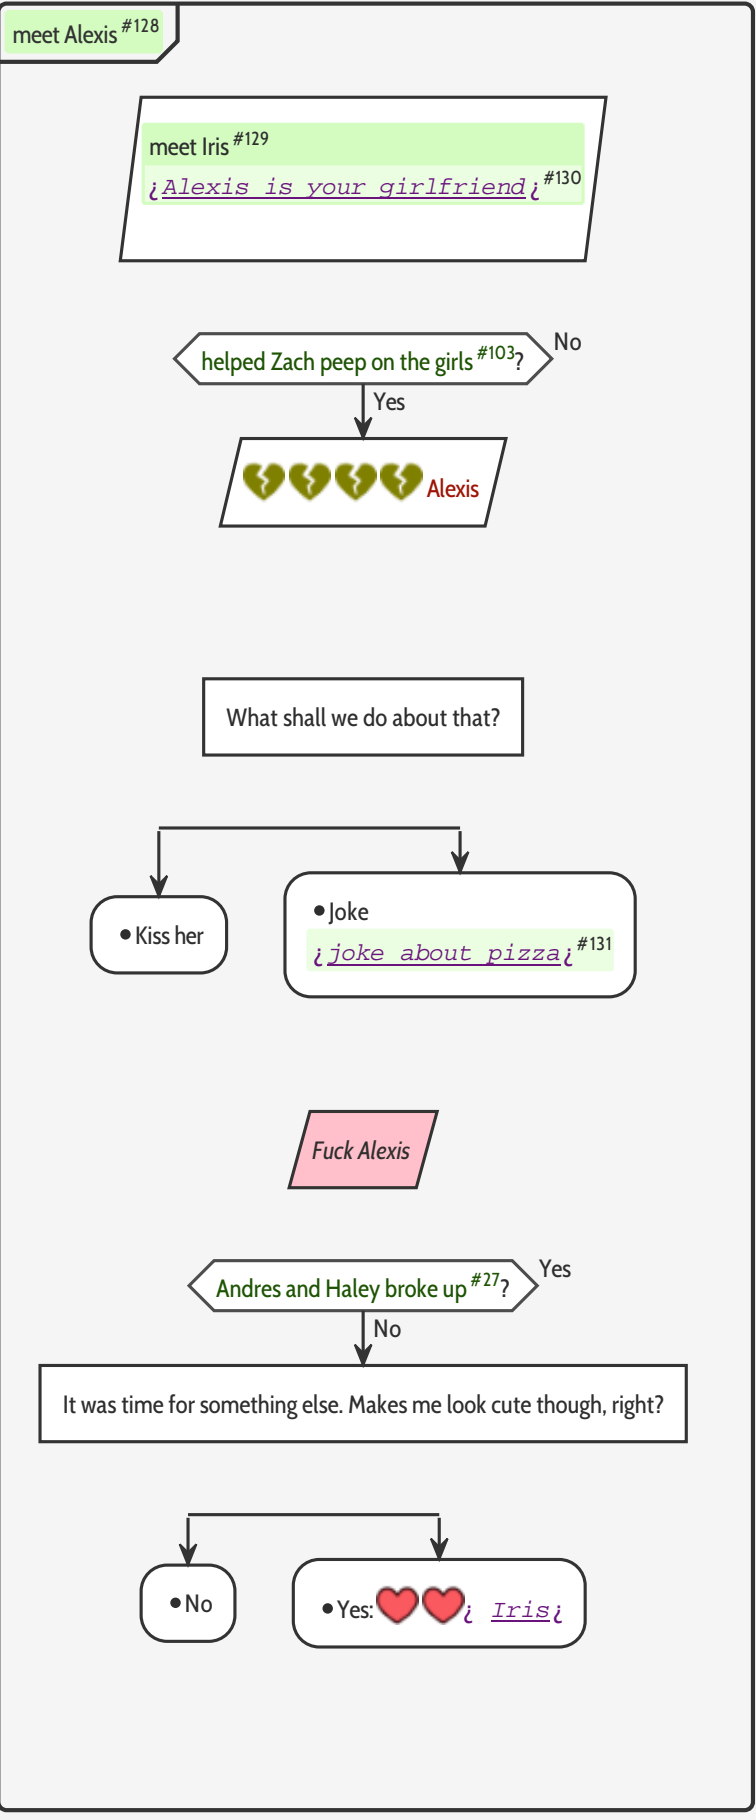 meet Alexis #128
meet Iris #129
¿Alexis is your girlfriend¿ #130
helped Zach peep on the girls #103?
No
Yes
Alexis
What shall we do about that?
•Kiss her
•Joke
¿joke about pizza¿ #131
Fuck Alexis
Andres and Haley broke up #27?
Yes
No
It was time for something else. Makes me look cute though, right?
•No
•Yes: ¿ Iris¿